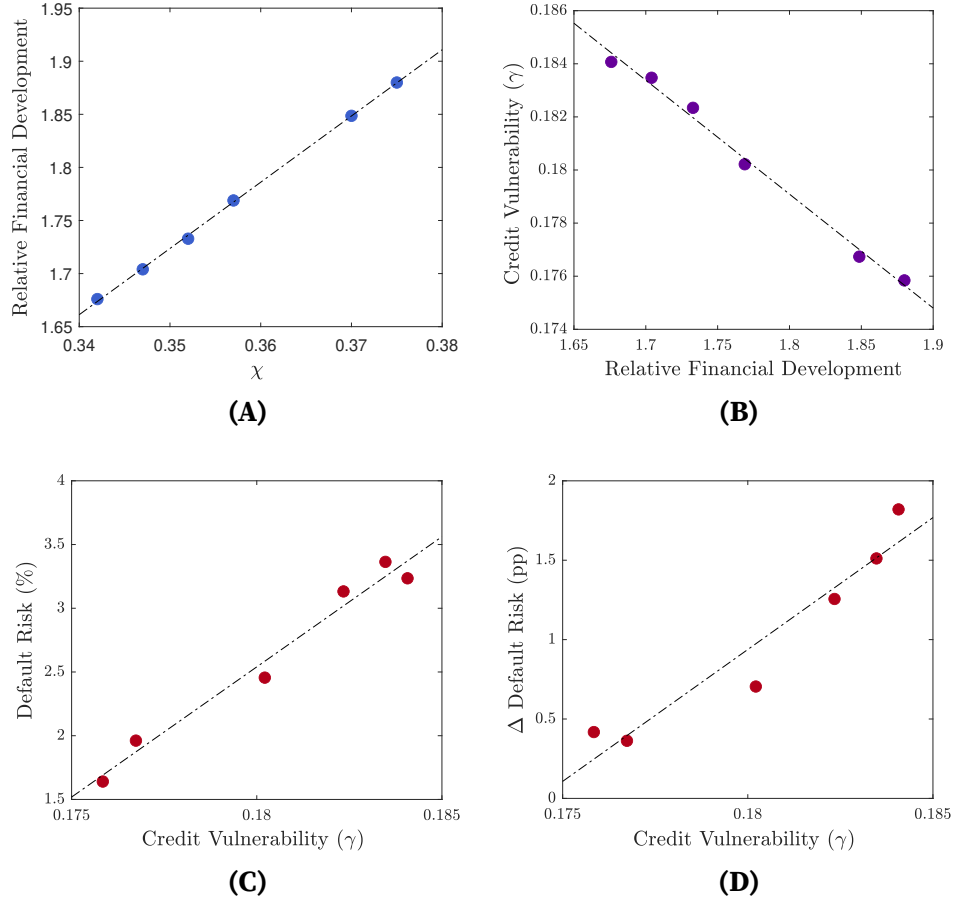 Relative Financial Development
1.95
1.9
1.85
1.8
1.75
1.7
1.65
0.34 0.35 0.36 0.37 0.38
χ
(A)
Credit Vulnerability (γ)
0.186
0.184
0.182
0.18
0.178
0.176
0.174
1.65 1.7 1.75 1.8 1.85 1.9
Relative Financial Development
(B)
Default Risk (%)
4
3.5
3
2.5
2
1.5
0.175 0.18 0.185
Credit Vulnerability (γ)
(C)
Δ Default Risk (pp)
2
1.5
1
0.5
0
0.175 0.18 0.185
Credit Vulnerability (γ)
(D)